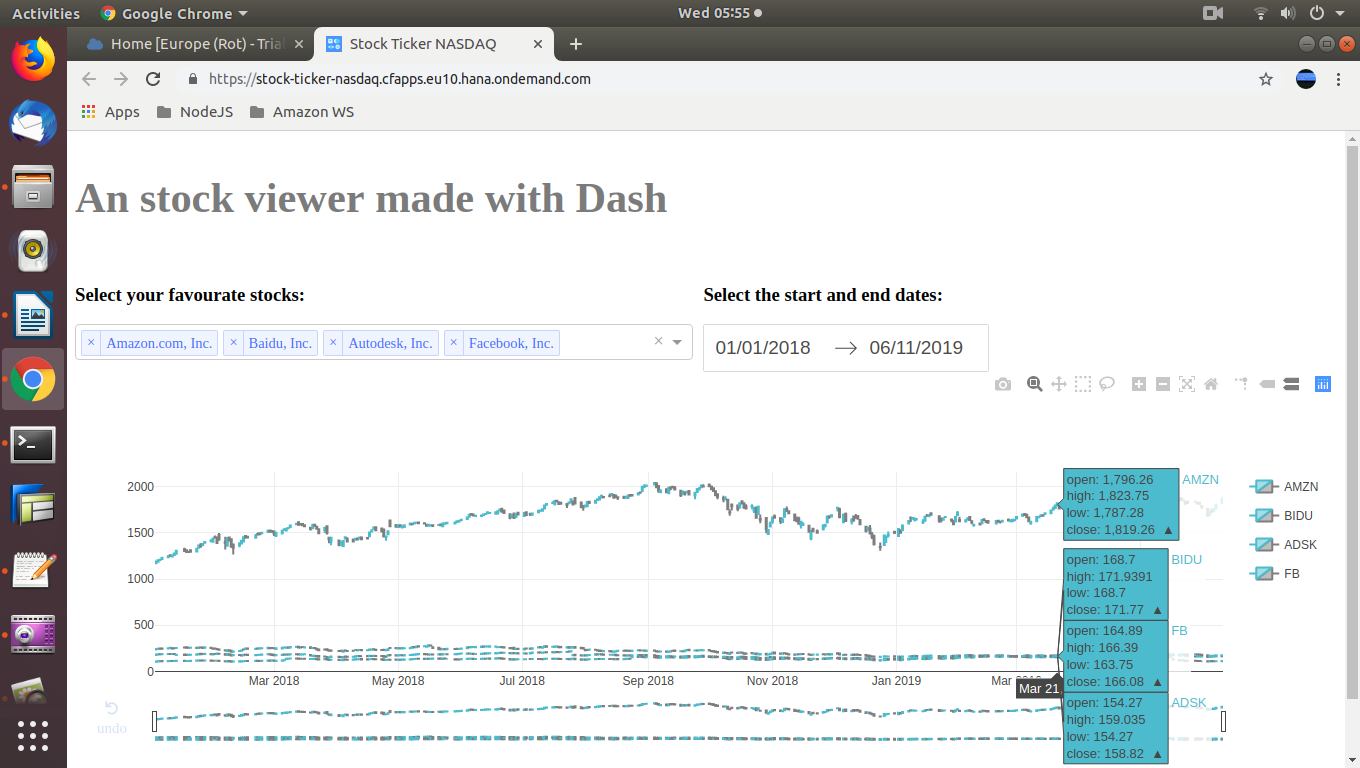 Activities Google Chrome Wed 05:55
Home [Europe (Rot) - Tria Stock Ticker NASDAQ
https://stock-ticker-nasdaq.cfapps.eu10.hana.ondemand.com
Apps NodeJS Amazon WS
An stock viewer made with Dash
Select your favourate stocks: Select the start and end dates:
× Amazon.com, Inc. × Baidu, Inc. × Autodesk, Inc. × Facebook, Inc. × 01/01/2018 → 06/11/2019
2000
1500
1000
500
0
Mar 2018 May 2018 Jul 2018 Sep 2018 Nov 2018 Jan 2019
Mar 21
open: 1,796.26 AMZN
high: 1,823.75
low: 1,787.28
close: 1,819.26 ▲
open: 168.7 BIDU
high: 171.9391
low: 168.7
close: 171.77 ▲
open: 164.89 FB
high: 166.39
low: 163.75
close: 166.08 ▲
open: 154.27 ADSK
high: 159.035
low: 154.27
close: 158.82 ▲
AMZN
BIDU
ADSK
FB
undo